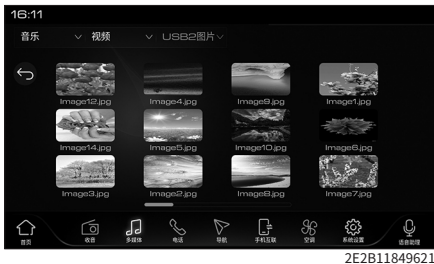 16:11
音乐 视频 USB2图片
Image12.jpg Image4.jpg Image9.jpg Image1.jpg
Image14.jpg Image5.jpg Image10.jpg Image6.jpg
Image3.jpg Image2.jpg Image8.jpg Image7.jpg
首页 收音 多媒体 电话 导航 手机互联 空调 系统设置 语音助理
2E2B11849621